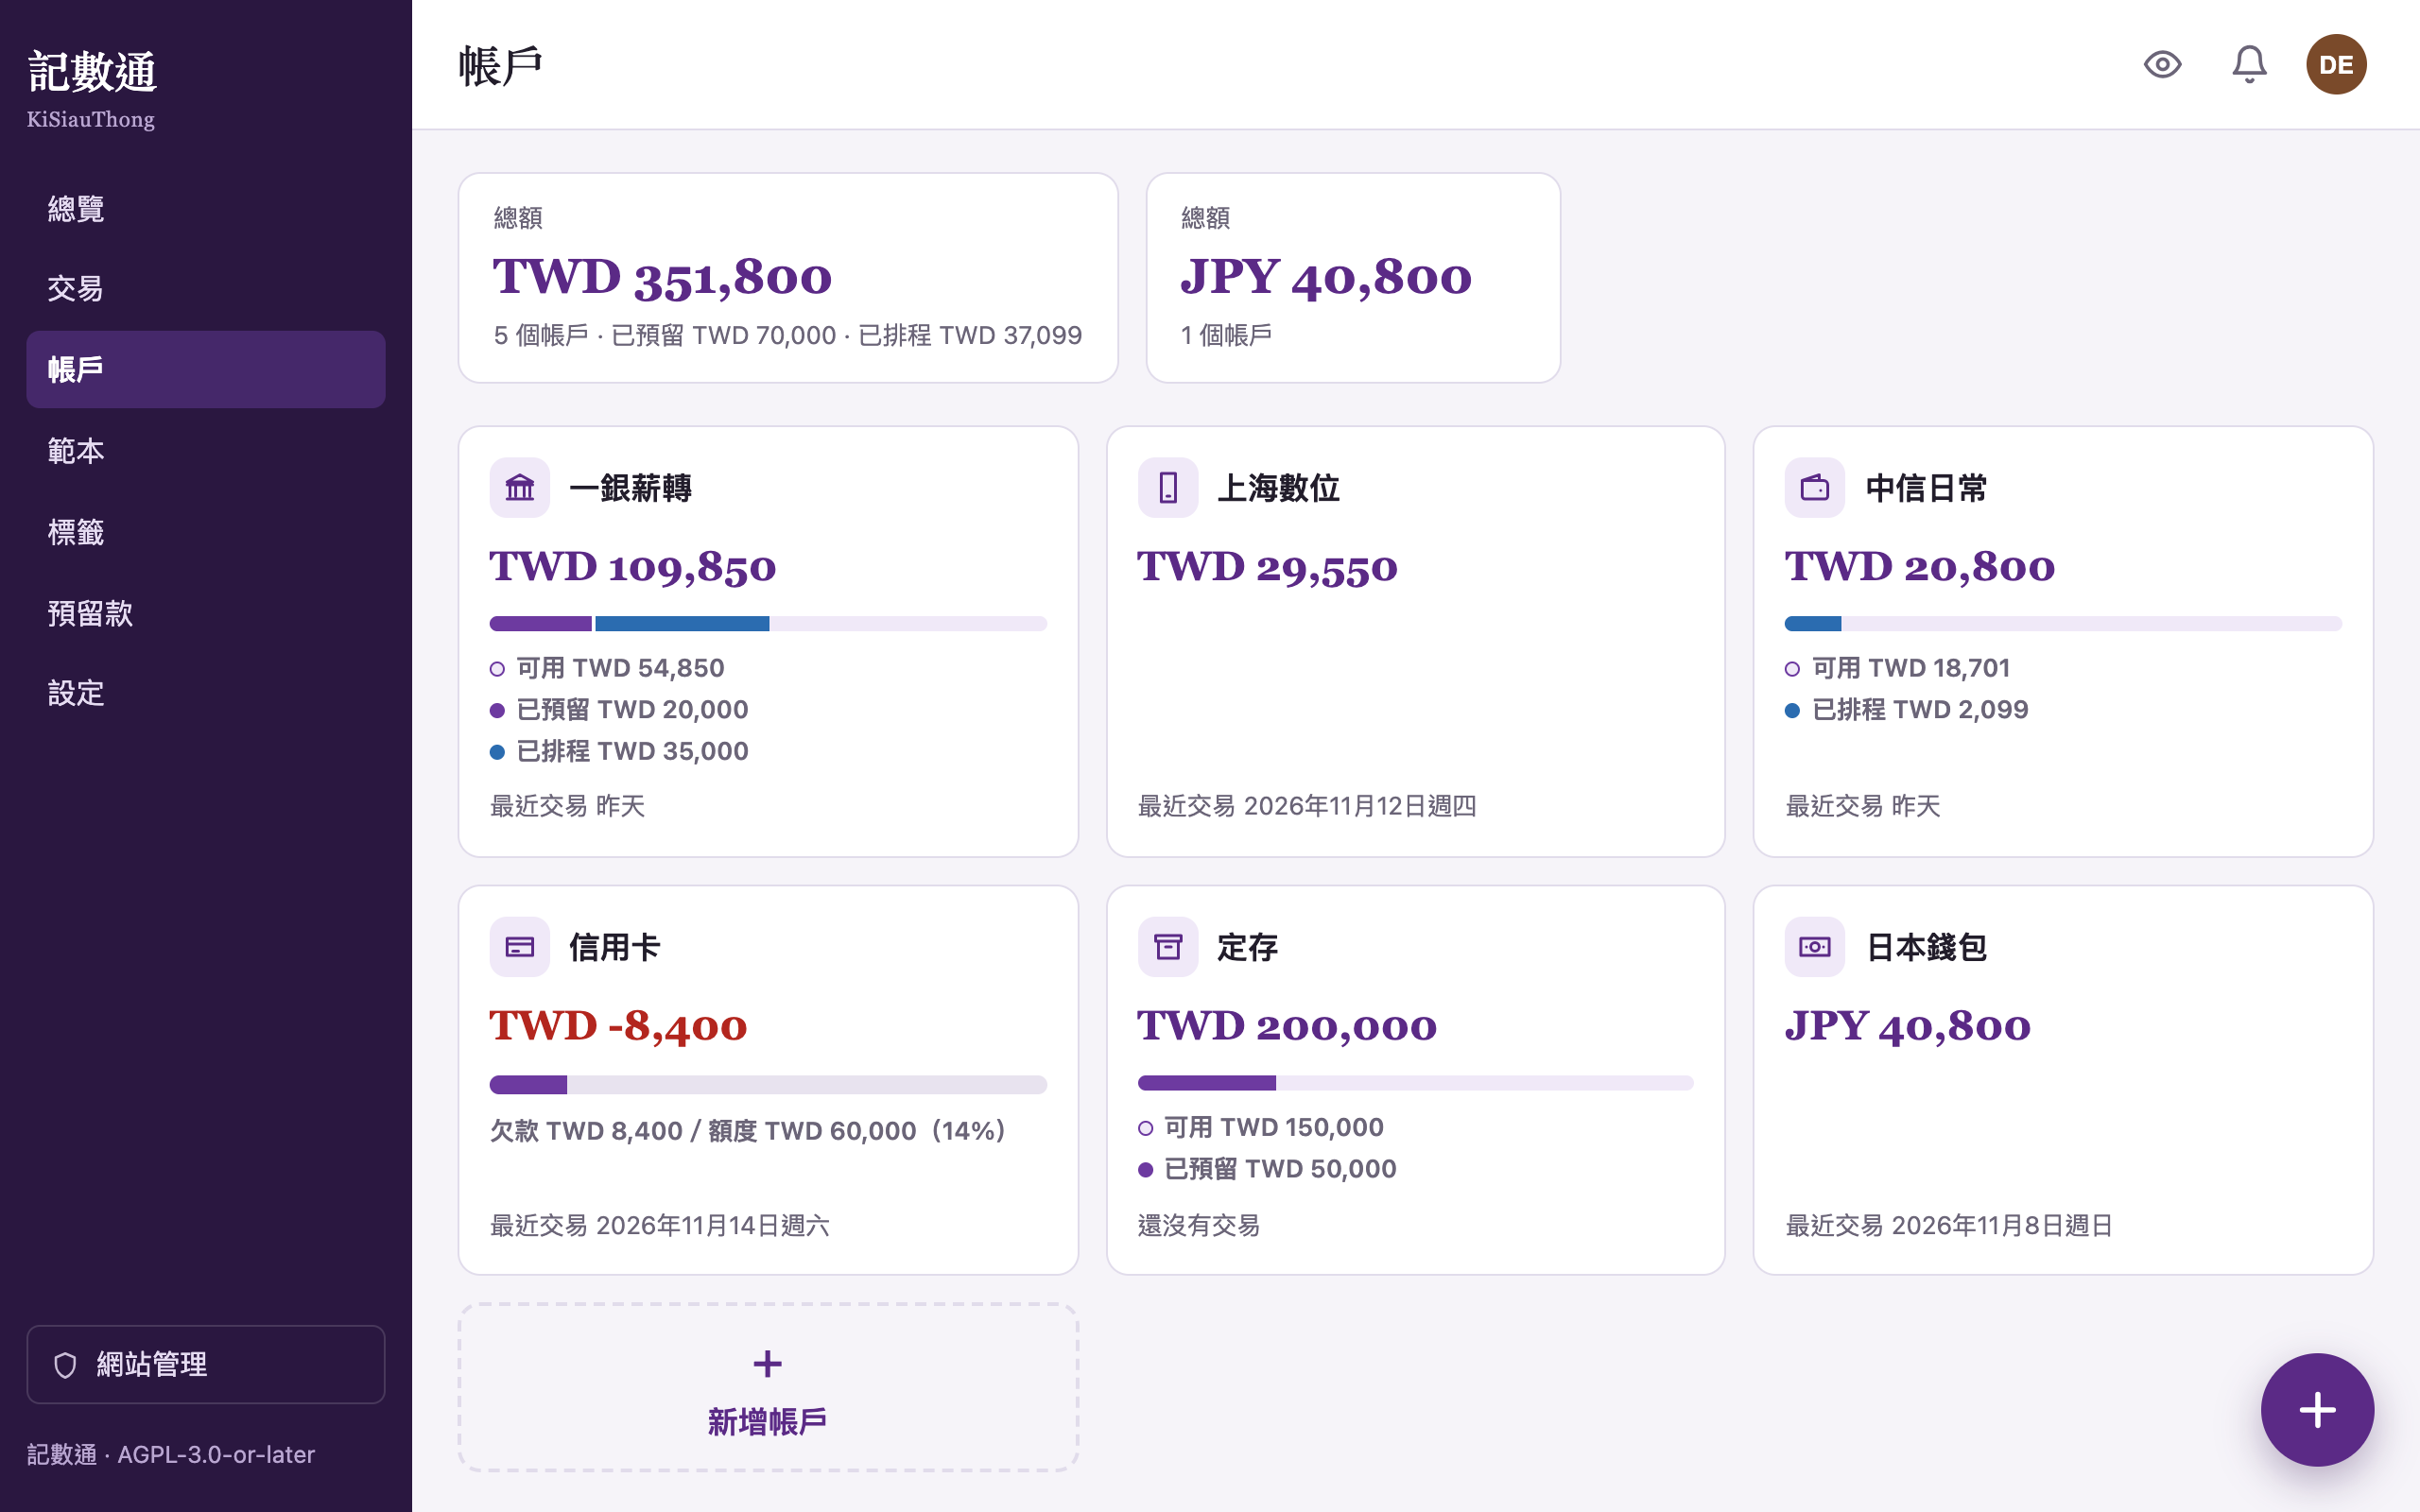 記數通
KiSiauThong
總覽
交易
帳戶
範本
標籤
預留款
設定
網站管理
記數通 · AGPL-3.0-or-later
帳戶
DE
總額
TWD 351,800
5 個帳戶 · 已預留 TWD 70,000 · 已排程 TWD 37,099
總額
JPY 40,800
1 個帳戶
一銀薪轉
TWD 109,850
可用 TWD 54,850
已預留 TWD 20,000
已排程 TWD 35,000
最近交易 昨天
上海數位
TWD 29,550
最近交易 2026年11月12日週四
中信日常
TWD 20,800
可用 TWD 18,701
已排程 TWD 2,099
最近交易 昨天
信用卡
TWD -8,400
欠款 TWD 8,400 / 額度 TWD 60,000（14%）
最近交易 2026年11月14日週六
定存
TWD 200,000
可用 TWD 150,000
已預留 TWD 50,000
還沒有交易
日本錢包
JPY 40,800
最近交易 2026年11月8日週日
新增帳戶